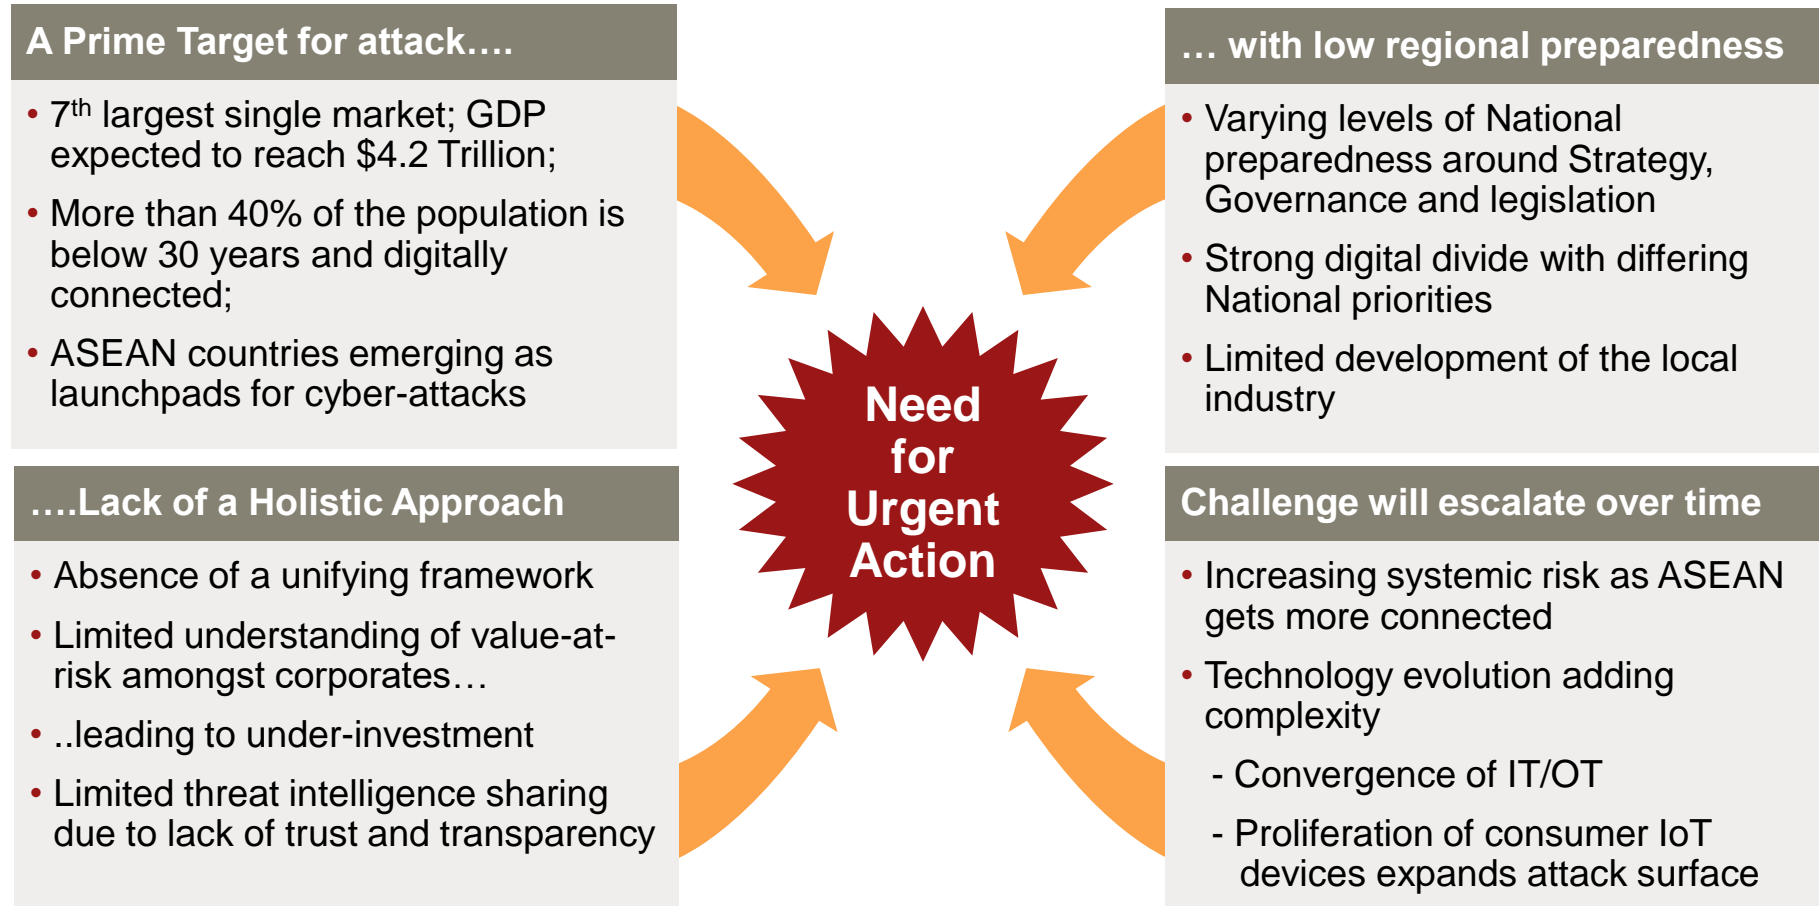 A Prime Target for attack….
• 7th largest single market; GDP
expected to reach $4.2 Trillion;
• More than 40% of the population is
below 30 years and digitally
connected;
• ASEAN countries emerging as
launchpads for cyber-attacks
… with low regional preparedness
• Varying levels of National
preparedness around Strategy,
Governance and legislation
• Strong digital divide with differing
National priorities
• Limited development of the local
industry
Need
for
Urgent
Action
….Lack of a Holistic Approach
• Absence of a unifying framework
• Limited understanding of value-at-
risk amongst corporates…
• ..leading to under-investment
• Limited threat intelligence sharing
due to lack of trust and transparency
Challenge will escalate over time
• Increasing systemic risk as ASEAN
gets more connected
• Technology evolution adding
complexity
- Convergence of IT/OT
- Proliferation of consumer IoT
devices expands attack surface